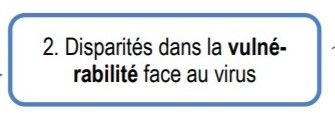 2. Disparités dans la vulné-
rabilité face au virus